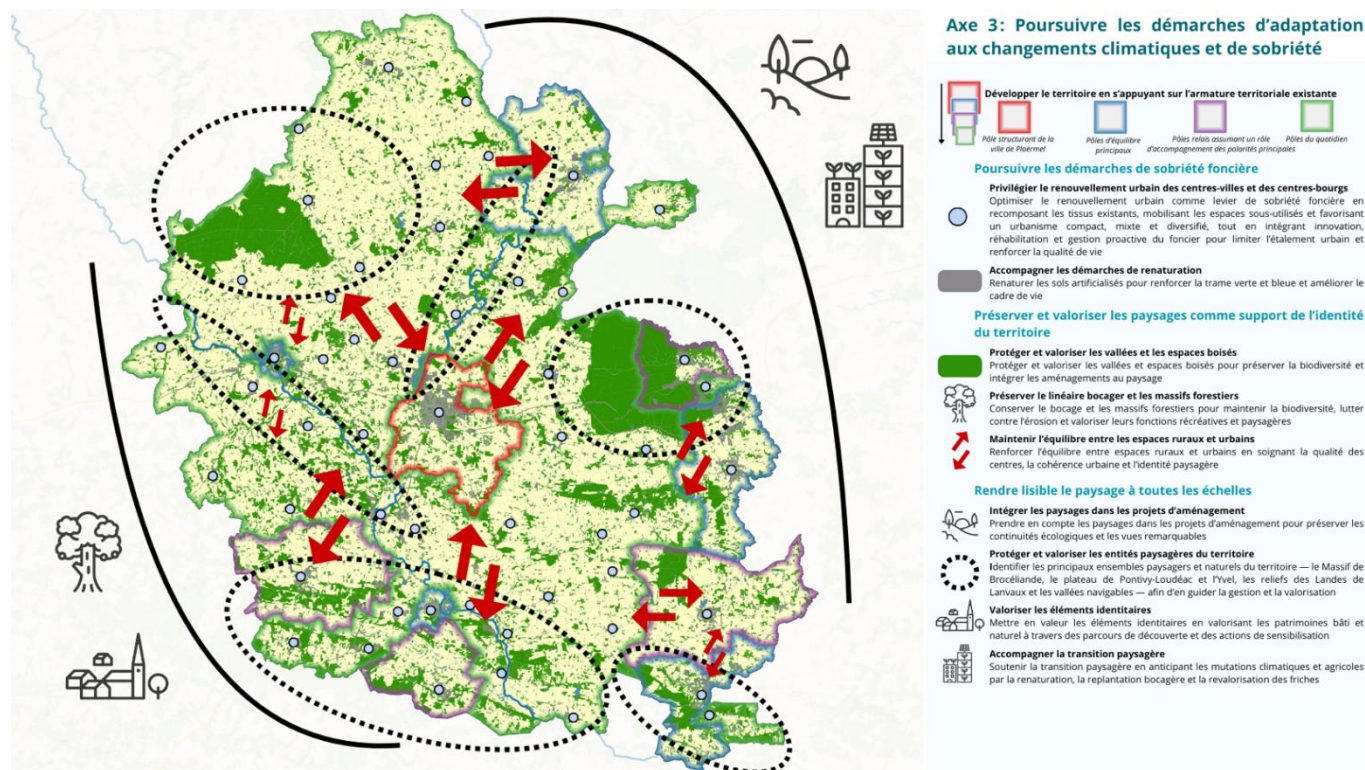 Axe 3: Poursuivre les démarches d'adaptation
aux changements climatiques et de sobriété
Développer le territoire en s'appuyant sur l'armature territoriale existante
Pôle structurant de la
ville de Ploërmel
Pôles d'équilibre
principaux
Pôles relais assumant un rôle
d'accompagnement des polarités principales
Pôles du quotidien
Poursuivre les démarches de sobriété foncière
Privilégier le renouvellement urbain des centres-villes et des centres-bourgs
Optimiser le renouvellement urbain comme levier de sobriété foncière en
recomposant les tissus existants, mobilisant les espaces sous-utilisés et favorisant
un urbanisme compact, mixte et diversifié, tout en intégrant innovation,
réhabilitation et gestion proactive du foncier pour limiter l'étalement urbain et
renforcer la qualité de vie
Accompagner les démarches de renaturation
Renaturer les sols artificialisés pour renforcer la trame verte et bleue et améliorer le
cadre de vie
Préserver et valoriser les paysages comme support de l'identité
du territoire
Protéger et valoriser les vallées et les espaces boisés
Protéger et valoriser les vallées et espaces boisés pour préserver la biodiversité et
intégrer les aménagements au paysage
Préserver le linéaire bocager et les massifs forestiers
Conserver le bocage et les massifs forestiers pour maintenir la biodiversité, lutter
contre l'érosion et valoriser leurs fonctions récréatives et paysagères
Maintenir l'équilibre entre les espaces ruraux et urbains
Renforcer l'équilibre entre espaces ruraux et urbains en soignant la qualité des
centres, la cohérence urbaine et l'identité paysagère
Rendre lisible le paysage à toutes les échelles
Intégrer les paysages dans les projets d'aménagement
Prendre en compte les paysages dans les projets d'aménagement pour préserver les
continuités écologiques et les vues remarquables
Protéger et valoriser les entités paysagères du territoire
Identifier les principaux ensembles paysagers et naturels du territoire — le Massif de
Brocéliande, le plateau de Pontivy-Loudéac et l'Yvel, les reliefs des Landes de
Lanvaux et les vallées navigables — afin d'en guider la gestion et la valorisation
Valoriser les éléments identitaires
Mettre en valeur les éléments identitaires en valorisant les patrimoines bâti et
naturel à travers des parcours de découverte et des actions de sensibilisation
Accompagner la transition paysagère
Soutenir la transition paysagère en anticipant les mutations climatiques et agricoles
par la renaturation, la replantation bocagère et la revalorisation des friches